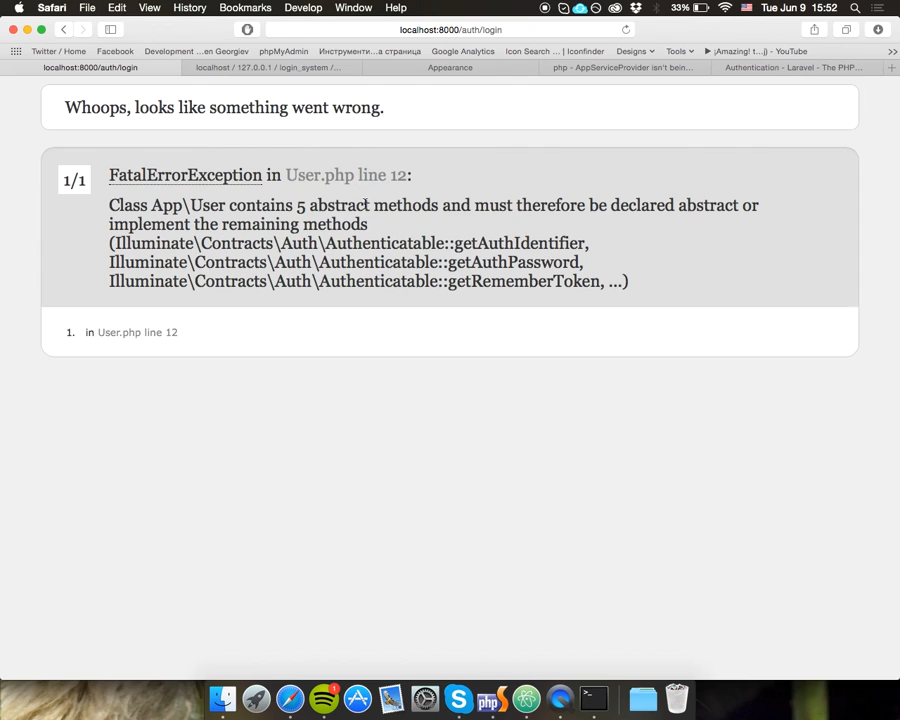 Safari File Edit View History Bookmarks Develop Window Help 33% Tue Jun 9 15:52
localhost:8000/auth/login
Twitter / Home Facebook Development ...en Georgiev phpMyAdmin Инструменти...а страница Google Analytics Icon Search ... | Iconfinder Designs Tools ► ¡Amazing! t...j) - YouTube >>
localhost:8000/auth/login localhost / 127.0.0.1 / login_system /... Appearance php - AppServiceProvider isn't bein... Authentication - Laravel - The PHP... +
Whoops, looks like something went wrong.
1/1
FatalErrorException in User.php line 12:
Class App\User contains 5 abstract methods and must therefore be declared abstract or
implement the remaining methods
(Illuminate\Contracts\Auth\Authenticatable::getAuthIdentifier,
Illuminate\Contracts\Auth\Authenticatable::getAuthPassword,
Illuminate\Contracts\Auth\Authenticatable::getRememberToken, ...)
1. in User.php line 12
1
php
>_